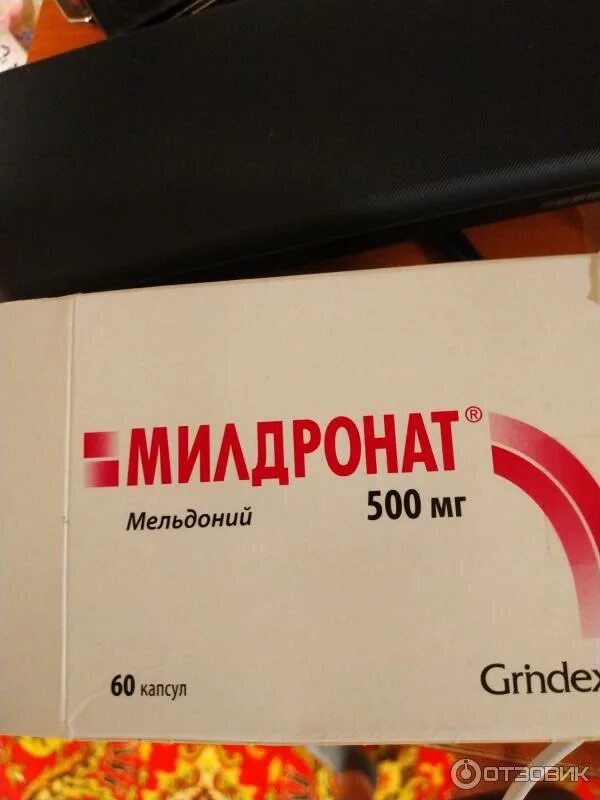 МИЛДРОНАТ®
Мельдоний 500 мг
60 капсул
Grindex
ОТЗОВИК